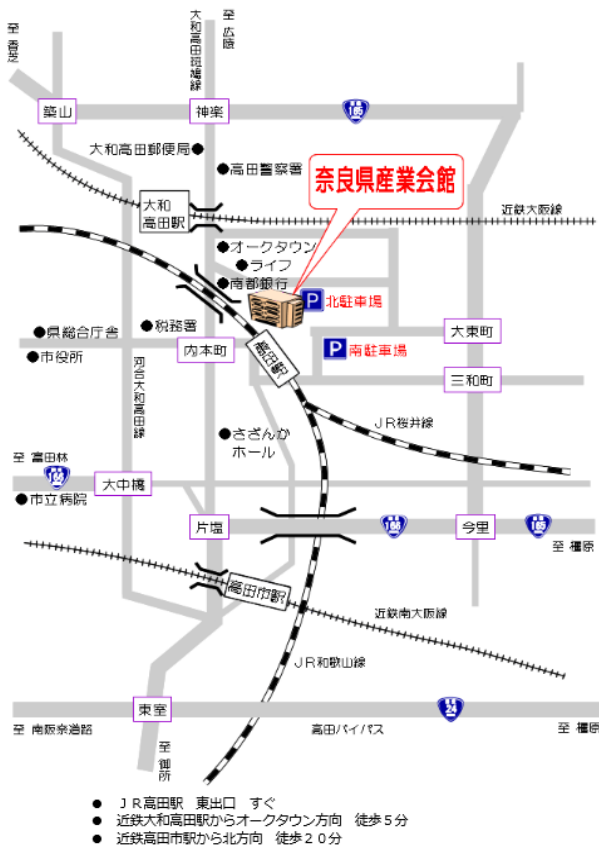 至 香芝
大和高田斑鳩線
至 広陵
165
築山
神楽
大和高田郵便局
高田警察署
奈良県産業会館
大和
高田駅
近鉄大阪線
オークタウン
ライフ
南都銀行
P 北駐車場
県総合庁舎
税務署
大東町
市役所
内本町
高田駅
P 南駐車場
三和町
河合大和高田線
さざんか
ホール
JR桜井線
至 富田林
166
大中橋
市立病院
片塩
166
今里
165
至 橿原
高田市駅
近鉄南大阪線
JR和歌山線
東室
24
至 南阪奈道路
高田バイパス
至 橿原
至 御所
● JR高田駅 東出口 すぐ
● 近鉄大和高田駅からオークタウン方向 徒歩5分
● 近鉄高田市駅から北方向 徒歩20分